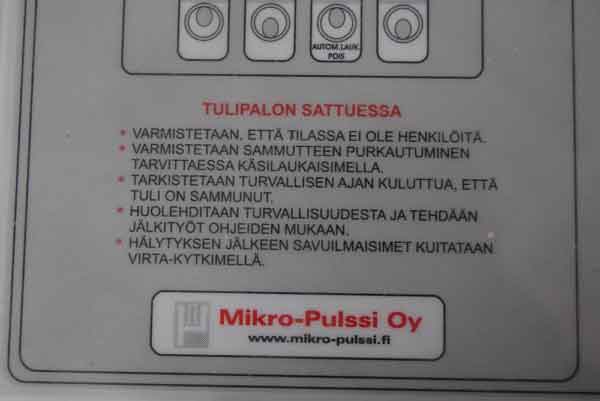 AUTOM.LAUK.
POIS
TULIPALON SATTUESSA
* VARMISTETAAN, ETTÄ TILASSA EI OLE HENKILÖITÄ.
* VARMISTETAAN SAMMUTTEEN PURKAUTUMINEN
TARVITTAESSA KÄSILAUKAISIMELLA.
* TARKISTETAAN TURVALLISEN AJAN KULUTTUA, ETTÄ
TULI ON SAMMUNUT.
* HUOLEHDITAAN TURVALLISUUDESTA JA TEHDÄÄN
JÄLKITYÖT OHJEIDEN MUKAAN.
* HÄLYTYKSEN JÄLKEEN SAVUILMAISIMET KUITATAAN
VIRTA-KYTKIMELLÄ.
Mikro-Pulssi Oy
www.mikro-pulssi.fi